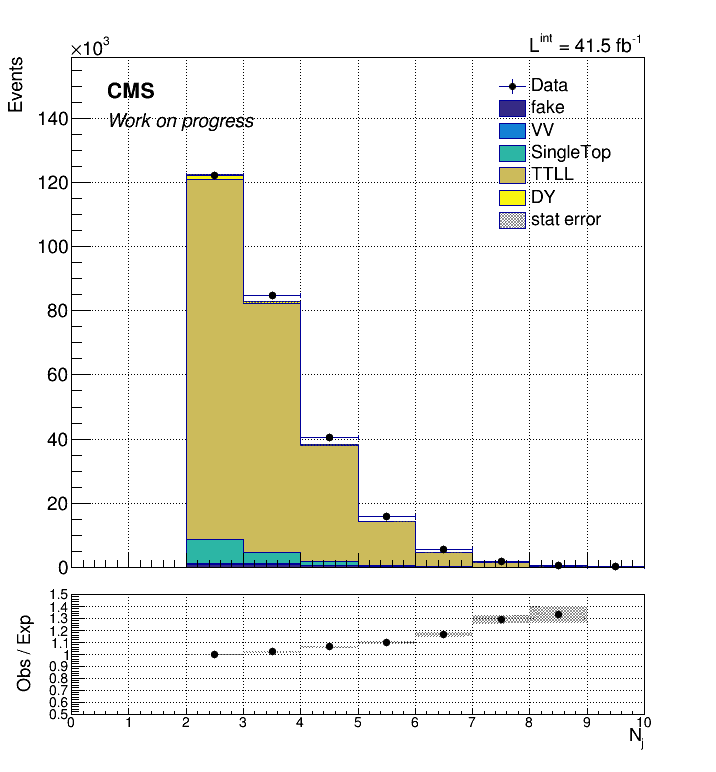 ×10³
L^int = 41.5 fb⁻¹
Events
CMS
Work on progress
Data
fake
VV
SingleTop
TTLL
DY
stat error
140
120
100
80
60
40
20
0
Obs / Exp
1.5
1.4
1.3
1.2
1.1
1
0.9
0.8
0.7
0.6
0.5
0 1 2 3 4 5 6 7 8 9 10
N_j